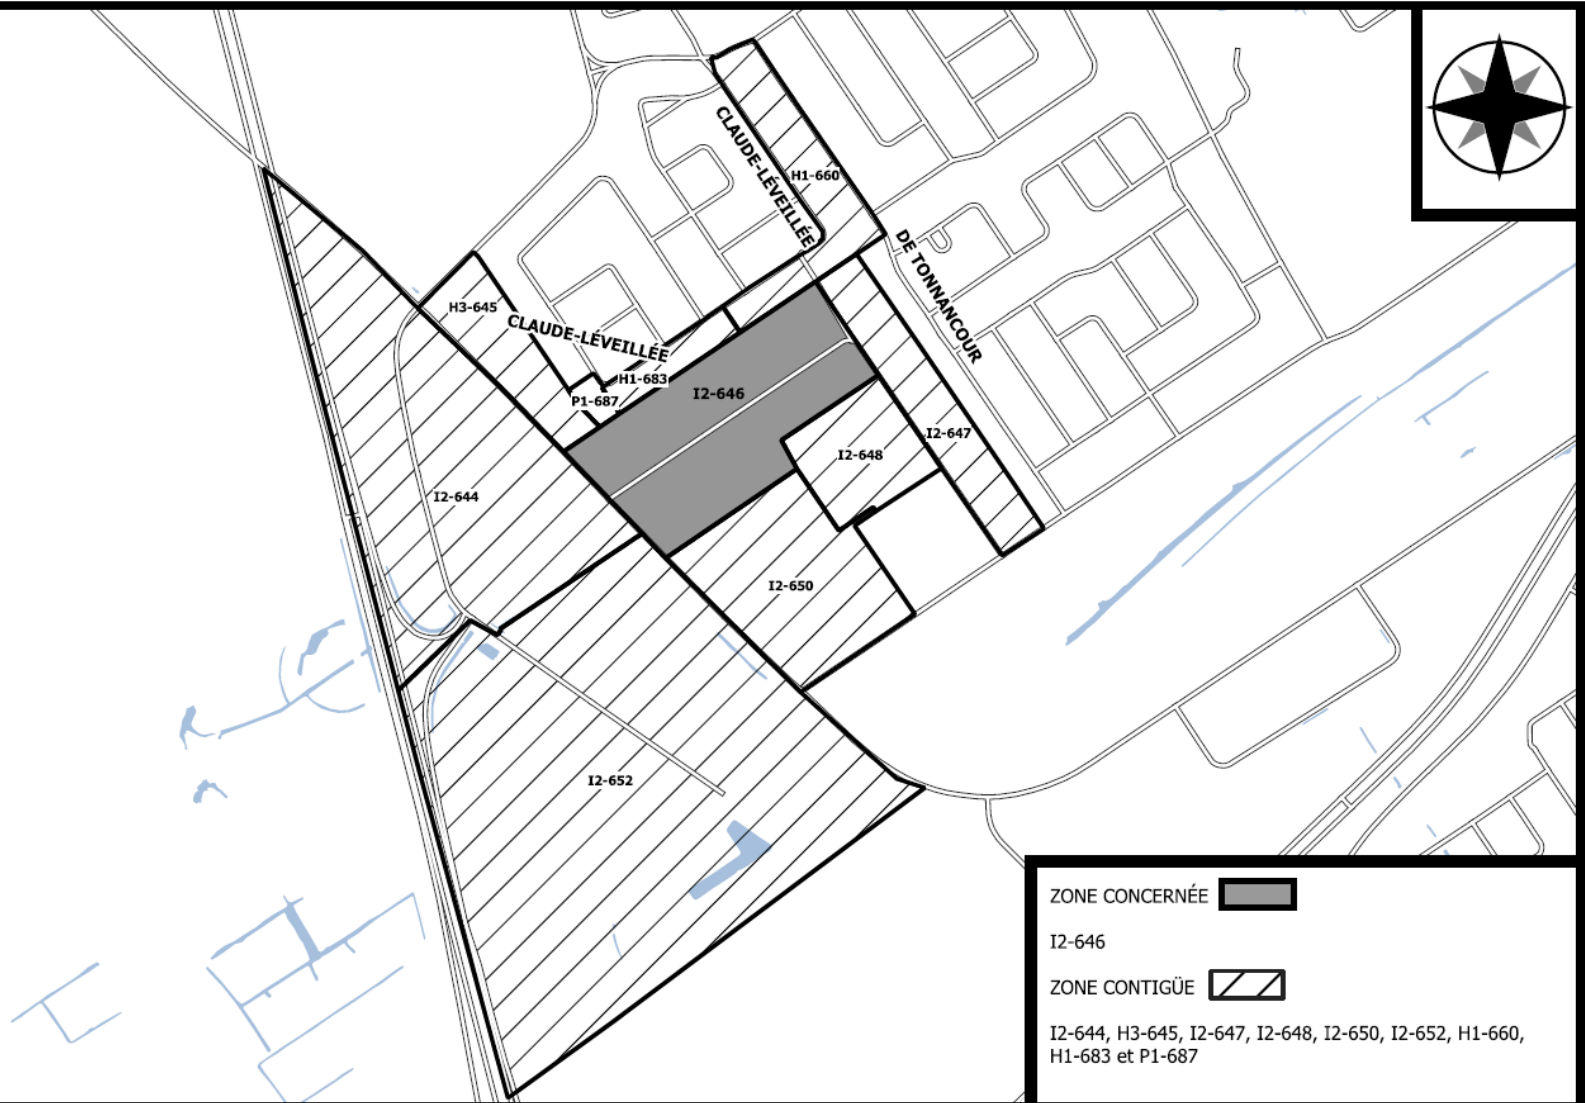 CLAUDE-LÉVEILLÉE
H1-660
DE TONNANCOUR
H3-645
CLAUDE-LÉVEILLÉE
H1-683
P1-687
I2-646
I2-647
I2-648
I2-644
I2-650
I2-652
ZONE CONCERNÉE
I2-646
ZONE CONTIGÜE
I2-644, H3-645, I2-647, I2-648, I2-650, I2-652, H1-660,
H1-683 et P1-687